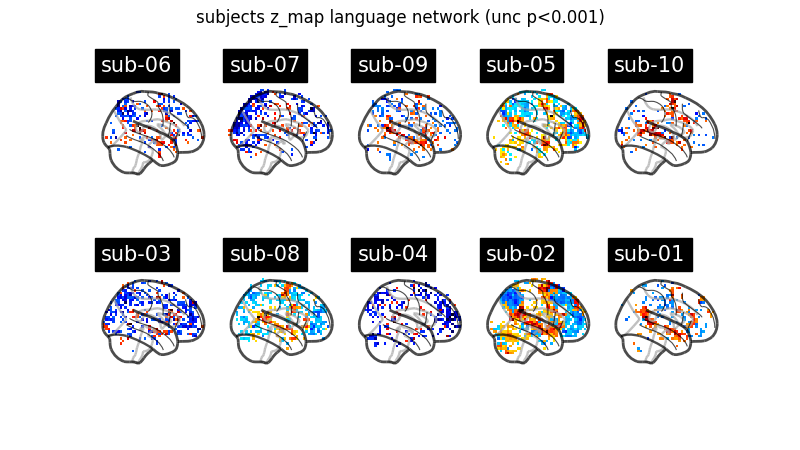 subjects z_map language network (unc p<0.001)
sub-06 sub-07 sub-09 sub-05 sub-10
sub-03 sub-08 sub-04 sub-02 sub-01